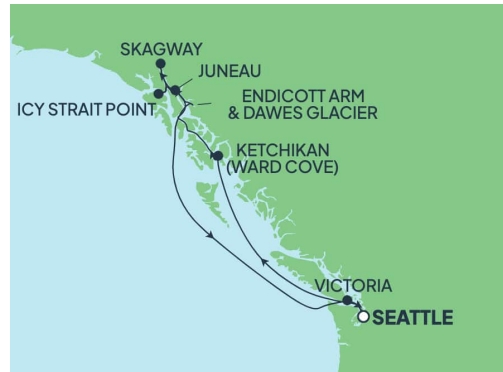 SKAGWAY
JUNEAU
ICY STRAIT POINT
ENDICOTT ARM
& DAWES GLACIER
KETCHIKAN
(WARD COVE)
VICTORIA
SEATTLE